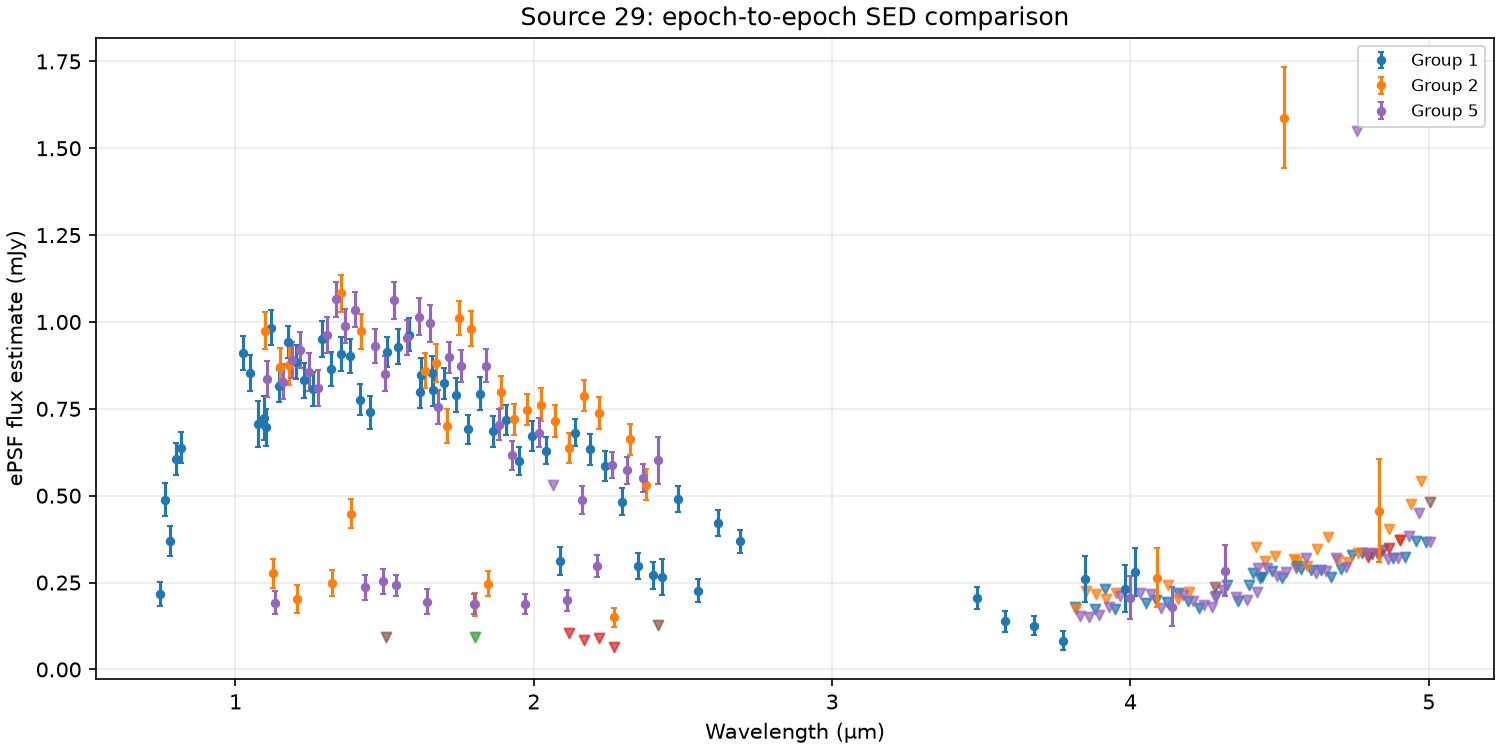 Source 29: epoch-to-epoch SED comparison
Group 1
Group 2
Group 5
ePSF flux estimate (mJy)
1.75
1.50
1.25
1.00
0.75
0.50
0.25
0.00
1 2 3 4 5
Wavelength (µm)